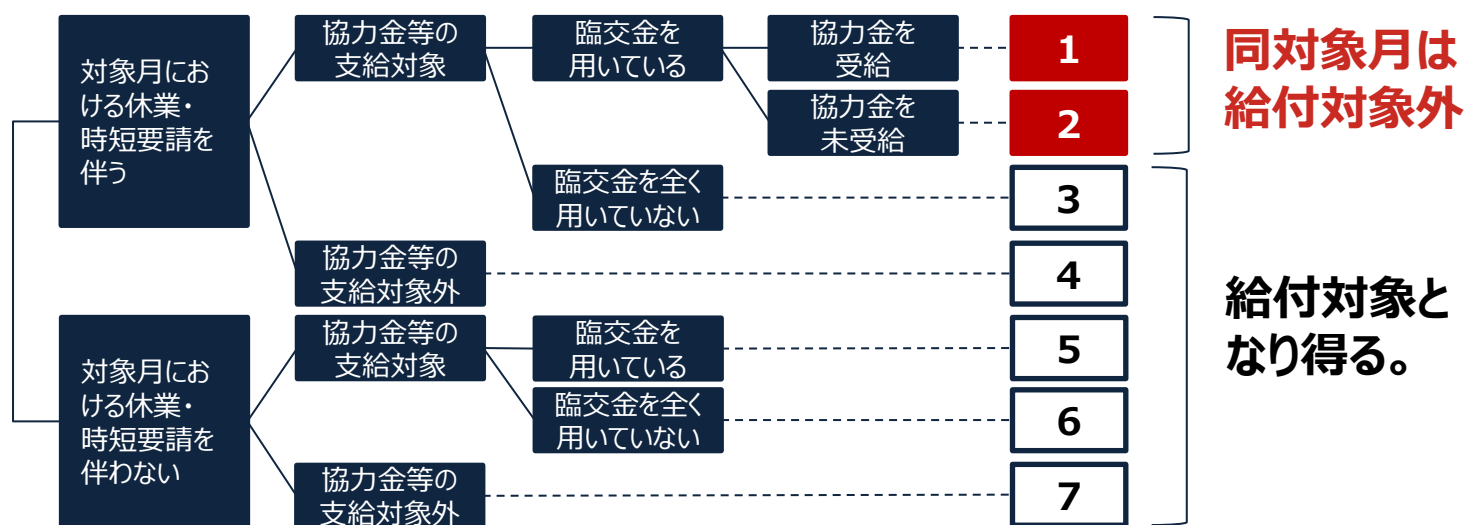 対象月にお
ける休業・
時短要請を
伴う
協力金等の
支給対象
臨交金を
用いている
協力金を
受給
1
協力金を
未受給
2
同対象月は
給付対象外
臨交金を全く
用いていない
3
協力金等の
支給対象外
4
給付対象と
なり得る。
対象月にお
ける休業・
時短要請を
伴わない
協力金等の
支給対象
臨交金を
用いている
5
臨交金を全く
用いていない
6
協力金等の
支給対象外
7